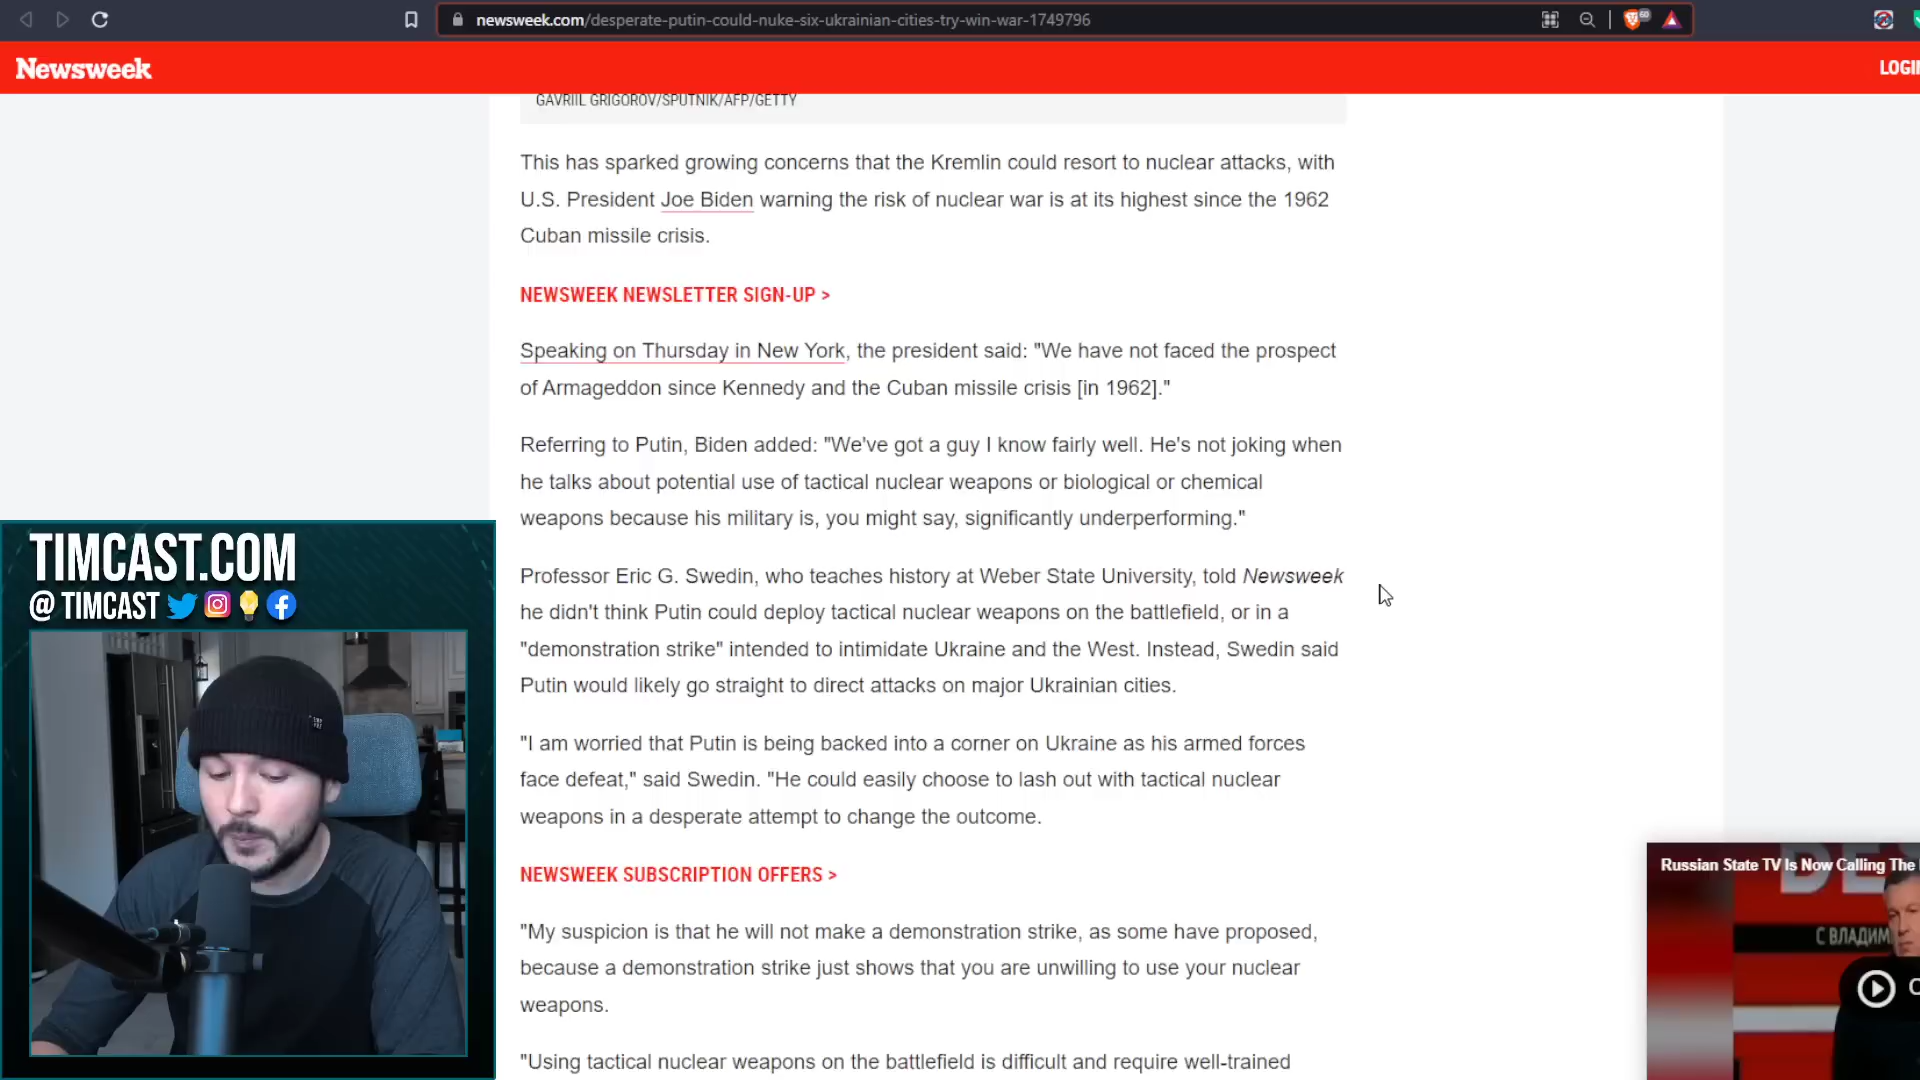 newsweek.com/desperate-putin-could-nuke-six-ukrainian-cities-try-win-war-1749796
60
Newsweek
LOGIN
GAVRIIL GRIGOROV/SPUTNIK/AFP/GETTY
This has sparked growing concerns that the Kremlin could resort to nuclear attacks, with
U.S. President Joe Biden warning the risk of nuclear war is at its highest since the 1962
Cuban missile crisis.
NEWSWEEK NEWSLETTER SIGN-UP >
Speaking on Thursday in New York, the president said: "We have not faced the prospect
of Armageddon since Kennedy and the Cuban missile crisis [in 1962]."
Referring to Putin, Biden added: "We've got a guy I know fairly well. He's not joking when
he talks about potential use of tactical nuclear weapons or biological or chemical
weapons because his military is, you might say, significantly underperforming."
Professor Eric G. Swedin, who teaches history at Weber State University, told Newsweek
he didn't think Putin could deploy tactical nuclear weapons on the battlefield, or in a
"demonstration strike" intended to intimidate Ukraine and the West. Instead, Swedin said
Putin would likely go straight to direct attacks on major Ukrainian cities.
"I am worried that Putin is being backed into a corner on Ukraine as his armed forces
face defeat," said Swedin. "He could easily choose to lash out with tactical nuclear
weapons in a desperate attempt to change the outcome.
NEWSWEEK SUBSCRIPTION OFFERS >
"My suspicion is that he will not make a demonstration strike, as some have proposed,
because a demonstration strike just shows that you are unwilling to use your nuclear
weapons.
"Using tactical nuclear weapons on the battlefield is difficult and require well-trained
TIMCAST.COM
@ TIMCAST
Russian State TV Is Now Calling The
С ВЛАДИМ